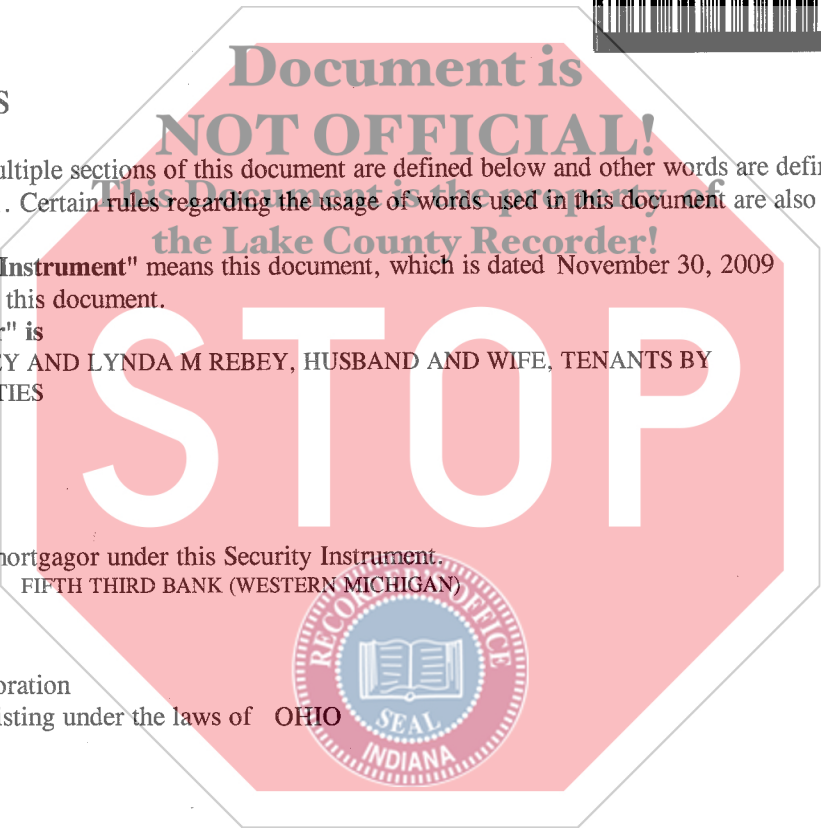 Document is
S
NOT OFFICIAL!
ultiple sections of this document are defined below and other words are defin
This Document is the property of
. Certain rules regarding the usage of words used in this document are also
the Lake County Recorder!
Instrument" means this document, which is dated November 30, 2009
this document.
r" is
EY AND LYNDA M REBEY, HUSBAND AND WIFE, TENANTS BY
TIES
STOP
nortgagor under this Security Instrument.
FIFTH THIRD BANK (WESTERN MICHIGAN)
RECORDER'S OFFICE
oration
isting under the laws of OHIO
SEAL
INDIANA